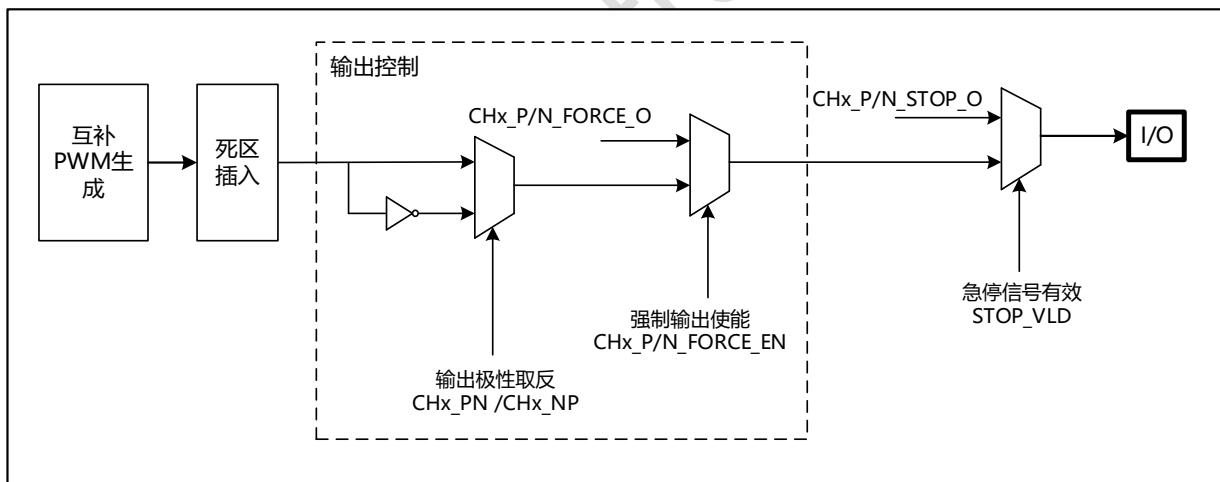 输出控制
互补
PWM生
成
死区
插入
CHx_P/N_FORCE_O
CHx_P/N_STOP_O
I/O
强制输出使能
CHx_P/N_FORCE_EN
急停信号有效
STOP_VLD
输出极性取反
CHx_PN /CHx_NP